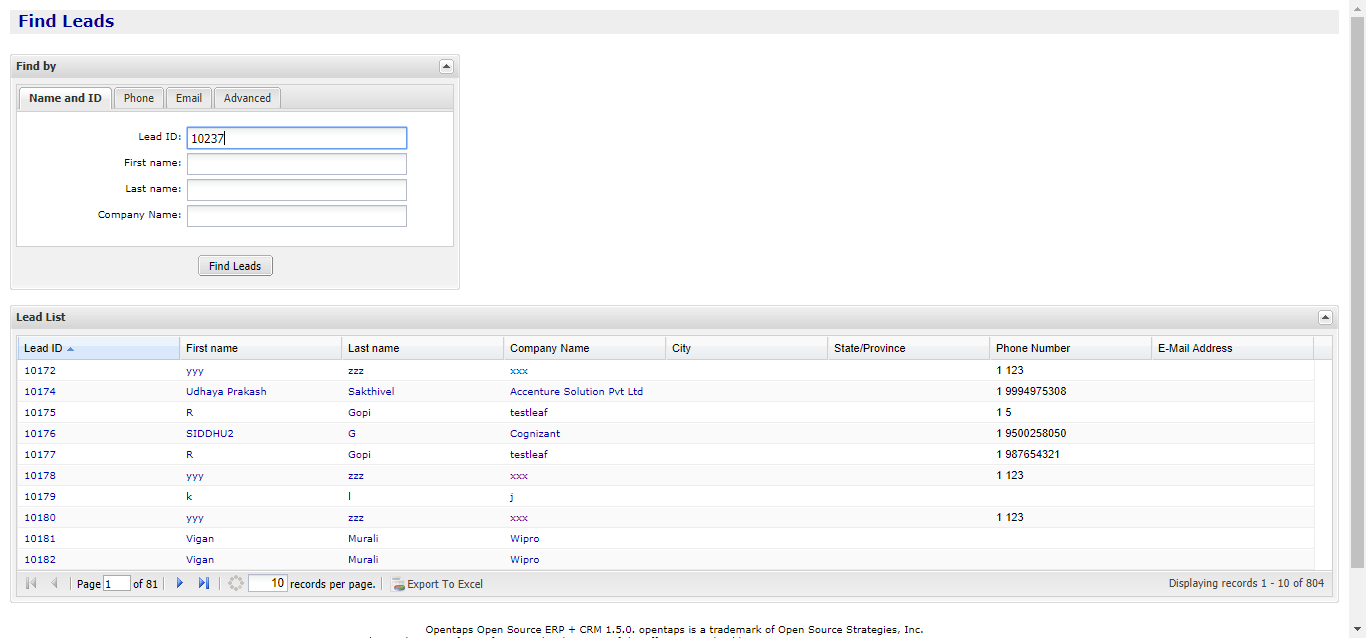 Find Leads
Find by
Name and ID Phone Email Advanced
Lead ID: 10237
First name:
Last name:
Company Name:
Find Leads
Lead List
Lead ID First name Last name Company Name City State/Province Phone Number E-Mail Address
10172 yyy zzz xxx 1 123
10174 Udhaya Prakash Sakthivel Accenture Solution Pvt Ltd 1 9994975308
10175 R Gopi testleaf 1 5
10176 SIDDHU2 G Cognizant 1 9500258050
10177 R Gopi testleaf 1 987654321
10178 yyy zzz xxx 1 123
10179 k l j
10180 yyy zzz xxx 1 123
10181 Vigan Murali Wipro
10182 Vigan Murali Wipro
Page 1 of 81 10 records per page. Export To Excel Displaying records 1 - 10 of 804
Opentaps Open Source ERP + CRM 1.5.0. opentaps is a trademark of Open Source Strategies, Inc.